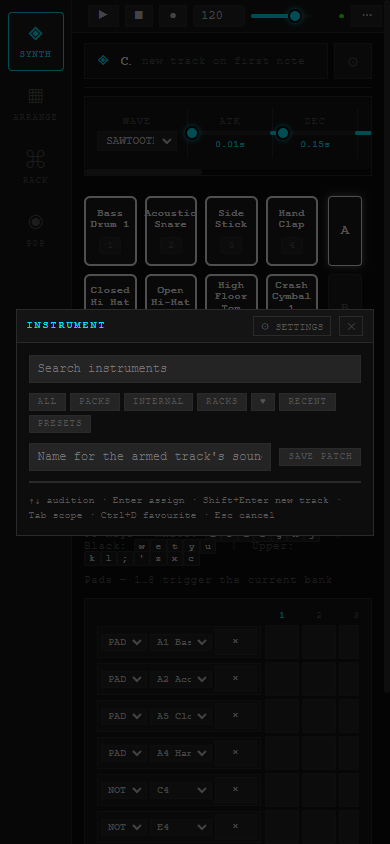 120
···
SYNTH
C. new track on first note
ARRANGE
WAVE
ATK
DEC
SAWTOOTH
0.01s
0.15s
RACK
Bass Drum 1
1
Acoustic Snare
2
Side Stick
3
Hand Clap
4
A
Closed Hi Hat
Open Hi-Hat
High Floor Tom
Crash Cymbal 1
B
INSTRUMENT
⚙ SETTINGS
×
Search instruments
ALL
PACKS
INTERNAL
RACKS
♥
RECENT
PRESETS
Name for the armed track's soun
SAVE PATCH
↑↓ audition · Enter assign · Shift+Enter new track ·
Tab scope · Ctrl+D favourite · Esc cancel
Black: w e t y u Upper:
k l ; ' z x c
Pads — 1…8 trigger the current bank
1 2 3
PAD A1 Bas ×
PAD A2 Aco ×
PAD A5 Clo ×
PAD A4 Han ×
NOT C4 ×
NOT E4 ×